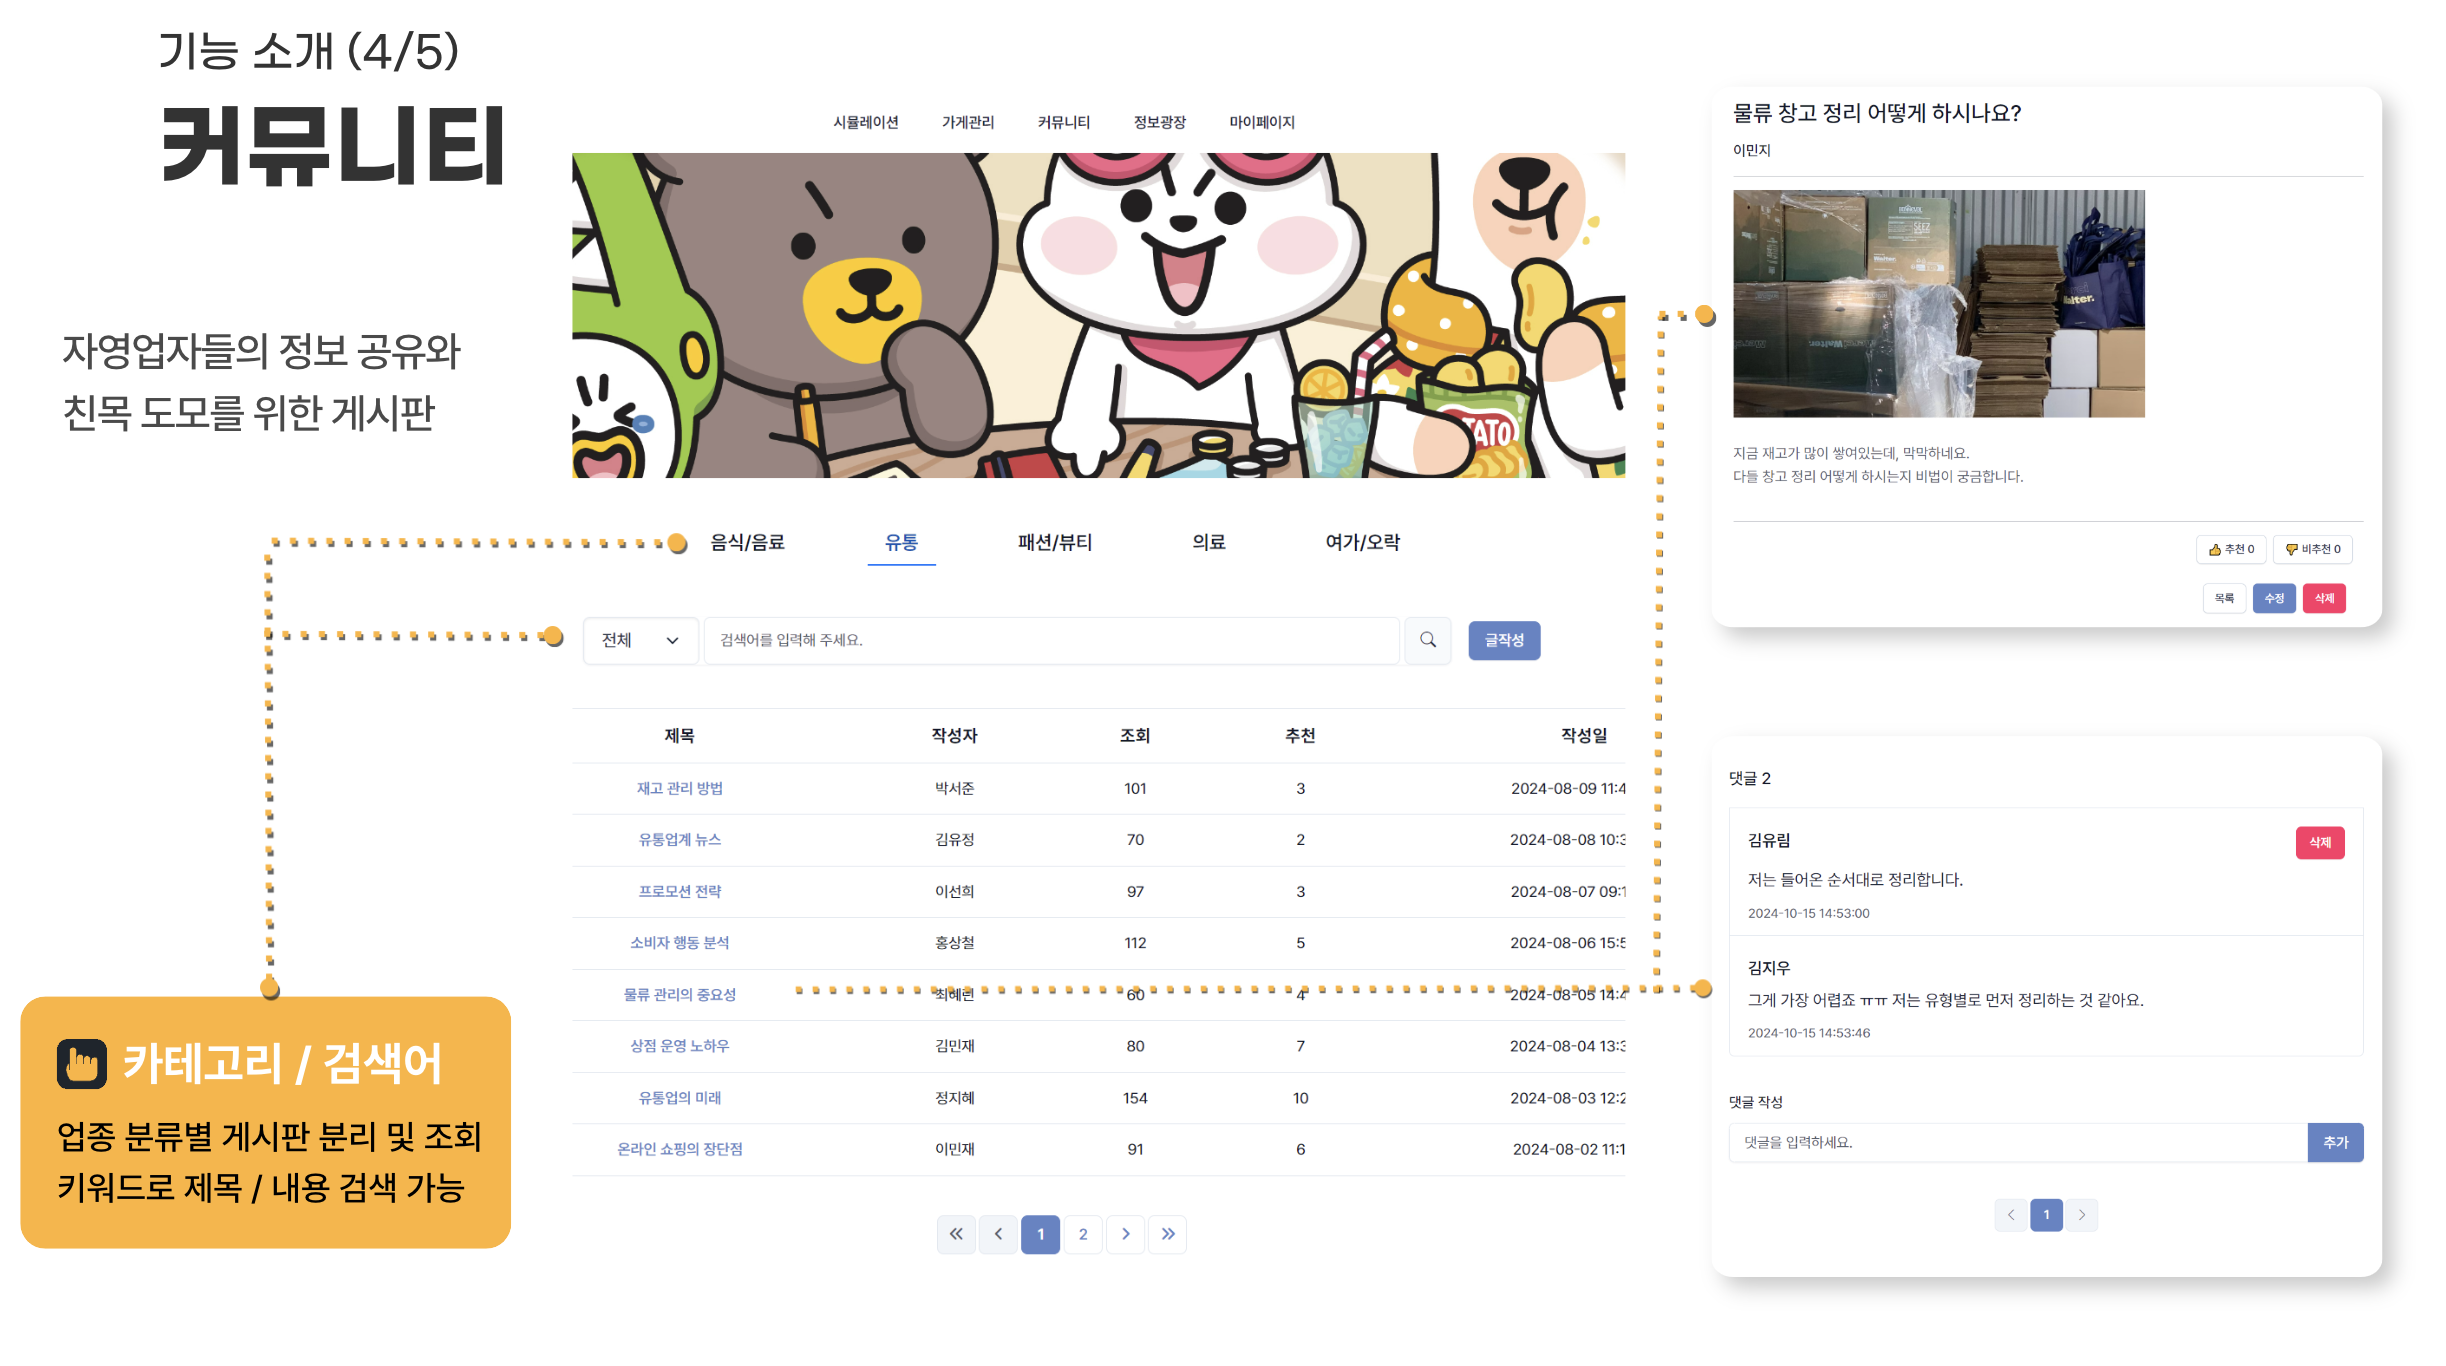 기능 소개 (4/5)
커뮤니티
자영업자들의 정보 공유와
친목 도모를 위한 게시판
카테고리 / 검색어
업종 분류별 게시판 분리 및 조회
키워드로 제목 / 내용 검색 가능
시뮬레이션 가게관리 커뮤니티 정보광장 마이페이지
음식/음료 유통 패션/뷰티 의료 여가/오락
전체 검색어를 입력해 주세요. 글작성
제목 작성자 조회 추천 작성일
재고 관리 방법 박서준 101 3 2024-08-09 11:4
유통업계 뉴스 김유정 70 2 2024-08-08 10:3
프로모션 전략 이선희 97 3 2024-08-07 09:1
소비자 행동 분석 홍상철 112 5 2024-08-06 15:5
물류 관리의 중요성 60 4 2024-08-05 14:4
상점 운영 노하우 김민재 80 7 2024-08-04 13:3
유통업의 미래 정지혜 154 10 2024-08-03 12:2
온라인 쇼핑의 장단점 이민재 91 6 2024-08-02 11:1
« ‹ 1 2 › »
물류 창고 정리 어떻게 하시나요?
이민지
지금 재고가 많이 쌓여있는데, 막막하네요.
다들 창고 정리 어떻게 하시는지 비법이 궁금합니다.
추천 0 비추천 0
목록 수정 삭제
댓글 2
김유림 삭제
저는 들어온 순서대로 정리합니다.
2024-10-15 14:53:00
김지우
그게 가장 어렵죠 ㅠㅠ 저는 유형별로 먼저 정리하는 것 같아요.
2024-10-15 14:53:46
댓글 작성
댓글을 입력하세요. 추가
‹ 1 ›